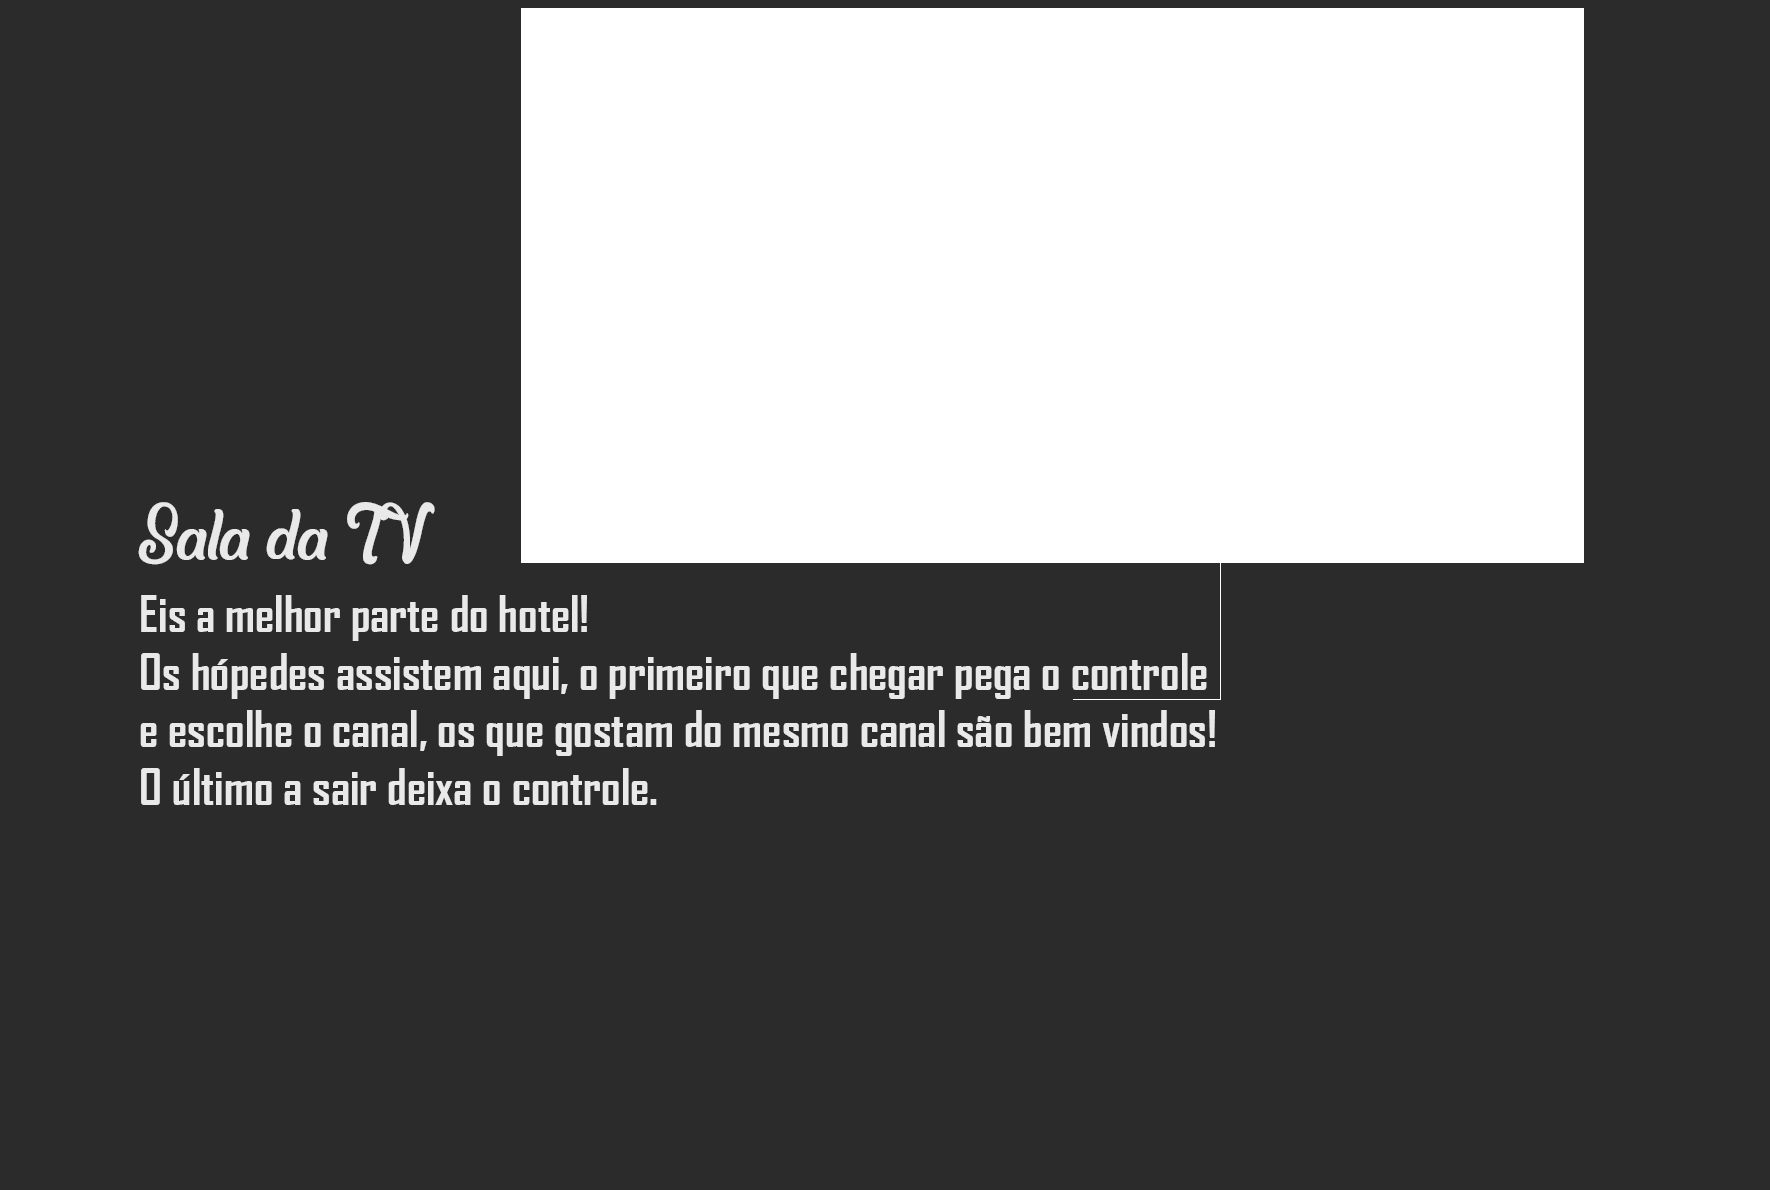 Sala da TV
Eis a melhor parte do hotel!
Os hópedes assistem aqui, o primeiro que chegar pega o controle
e escolhe o canal, os que gostam do mesmo canal são bem vindos!
O último a sair deixa o controle.